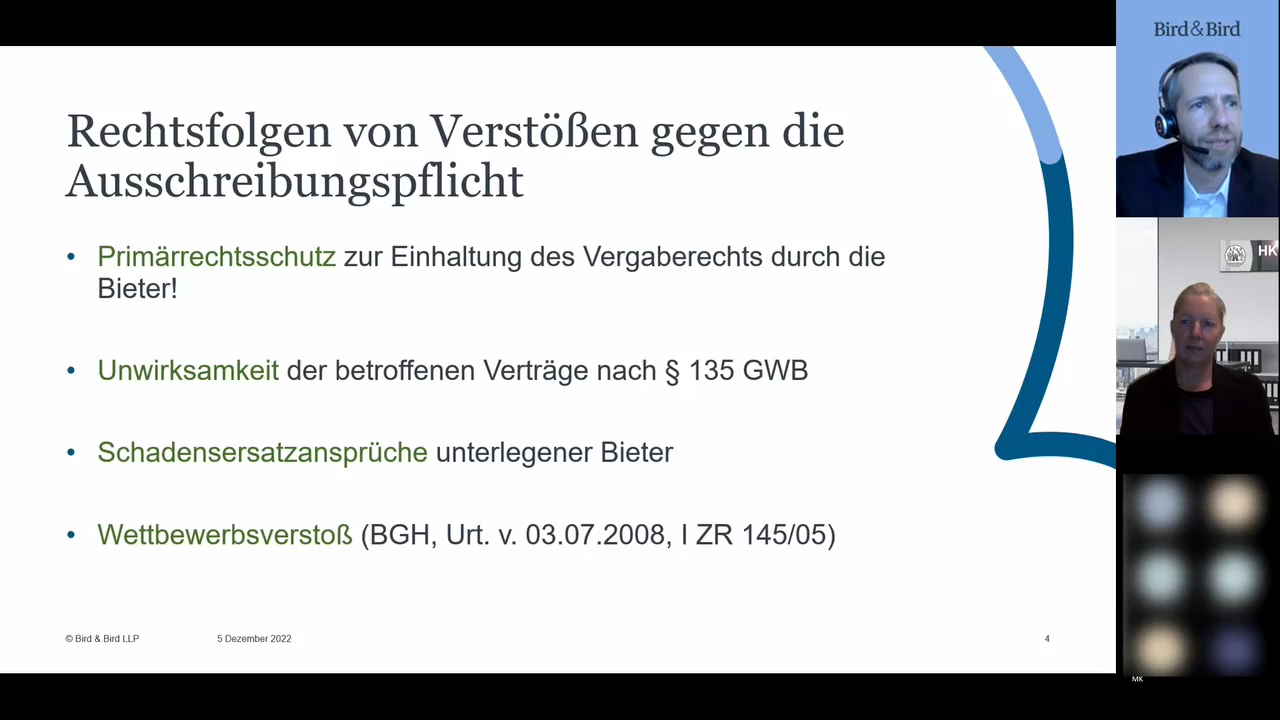 Bird & Bird
Rechtsfolgen von Verstößen gegen die
Ausschreibungspflicht
• Primärrechtsschutz zur Einhaltung des Vergaberechts durch die
Bieter!
• Unwirksamkeit der betroffenen Verträge nach § 135 GWB
• Schadensersatzansprüche unterlegener Bieter
• Wettbewerbsverstoß (BGH, Urt. v. 03.07.2008, I ZR 145/05)
© Bird & Bird LLP
5 Dezember 2022
4
HK
MK